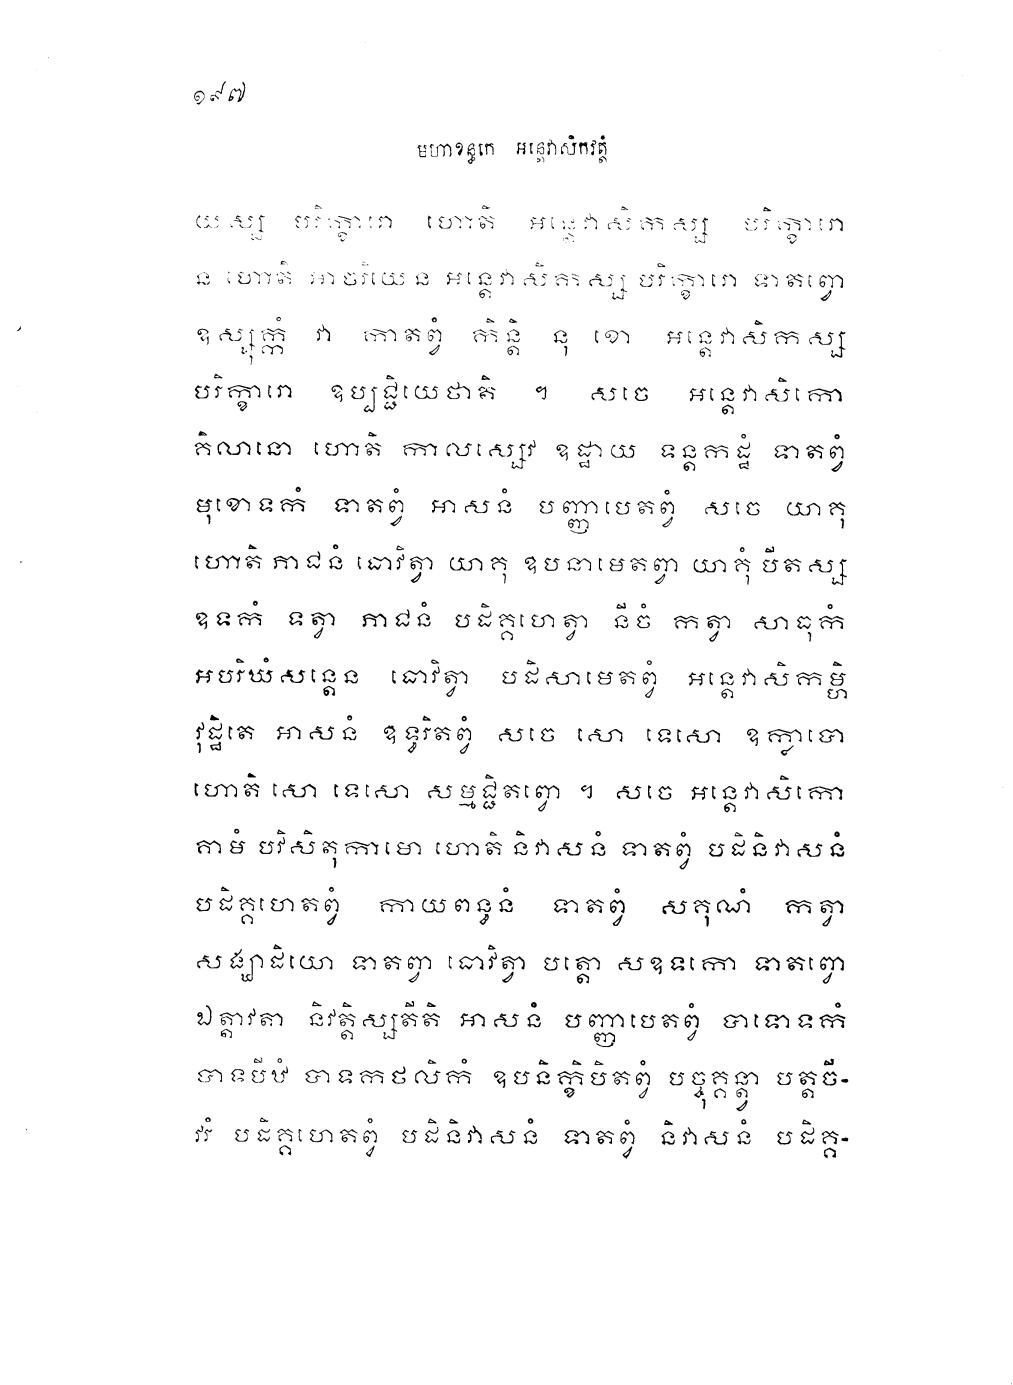 ១៩៧
មហាខន្ធកេ អន្តេវាសិកវត្តំ
យស្ស បរិក្ខារោ ហោតិ អន្តេវាសិកស្ស បរិក្ខារោ
ន ហោតិ អាចរិយេន អន្តេវាសិកស្ស បរិក្ខារោ ទាតព្វោ
ឧស្សុក្កំ វា កាតព្វំ កិន្តិ នុ ខោ អន្តេវាសិកស្ស
បរិក្ខារោ ឧប្បជ្ជិយេថាតិ ។ សចេ អន្តេវាសិកោ
គិលានោ ហោតិ កាលស្សេវ ឧដ្ឋាយ ទន្តកដ្ឋំ ទាតព្វំ
មុខោទកំ ទាតព្វំ អាសនំ បញ្ញាបេតព្វំ សចេ យាគុ
ហោតិ ភាជនំ ធោវិត្វា យាគុ ឧបនាមេតព្វា យាគុំ បីតស្ស
ឧទកំ ទត្វា ភាជនំ បដិគ្គហេត្វា នីចំ កត្វា សាធុកំ
អបរិឃំសន្តេន ធោវិត្វា បដិសាមេតព្វំ អន្តេវាសិកម្ហិ
វុដ្ឋិតេ អាសនំ ឧទ្ធរិតព្វំ សចេ សោ ទេសោ ឧក្លាបោ
ហោតិ សោ ទេសោ សម្មជ្ជិតព្វោ ។ សចេ អន្តេវាសិកោ
គាមំ បវិសិតុកាមោ ហោតិ និវាសនំ ទាតព្វំ បដិនិវាសនំ
បដិគ្គហេតព្វំ កាយពន្ធនំ ទាតព្វំ សគុណំ កត្វា
សង្ឃាដិយោ ទាតព្វា ធោវិត្វា បត្តោ សឧទកោ ទាតព្វោ
ឯត្តាវតា និវត្តិស្សតីតិ អាសនំ បញ្ញាបេតព្វំ បាទោទកំ
បាទបីឋំ បាទកថលិកំ ឧបនិក្ខិបិតព្វំ បច្ចុគ្គន្ត្វា បត្តចី-
វរំ បដិគ្គហេតព្វំ បដិនិវាសនំ ទាតព្វំ និវាសនំ បដិគ្គ-